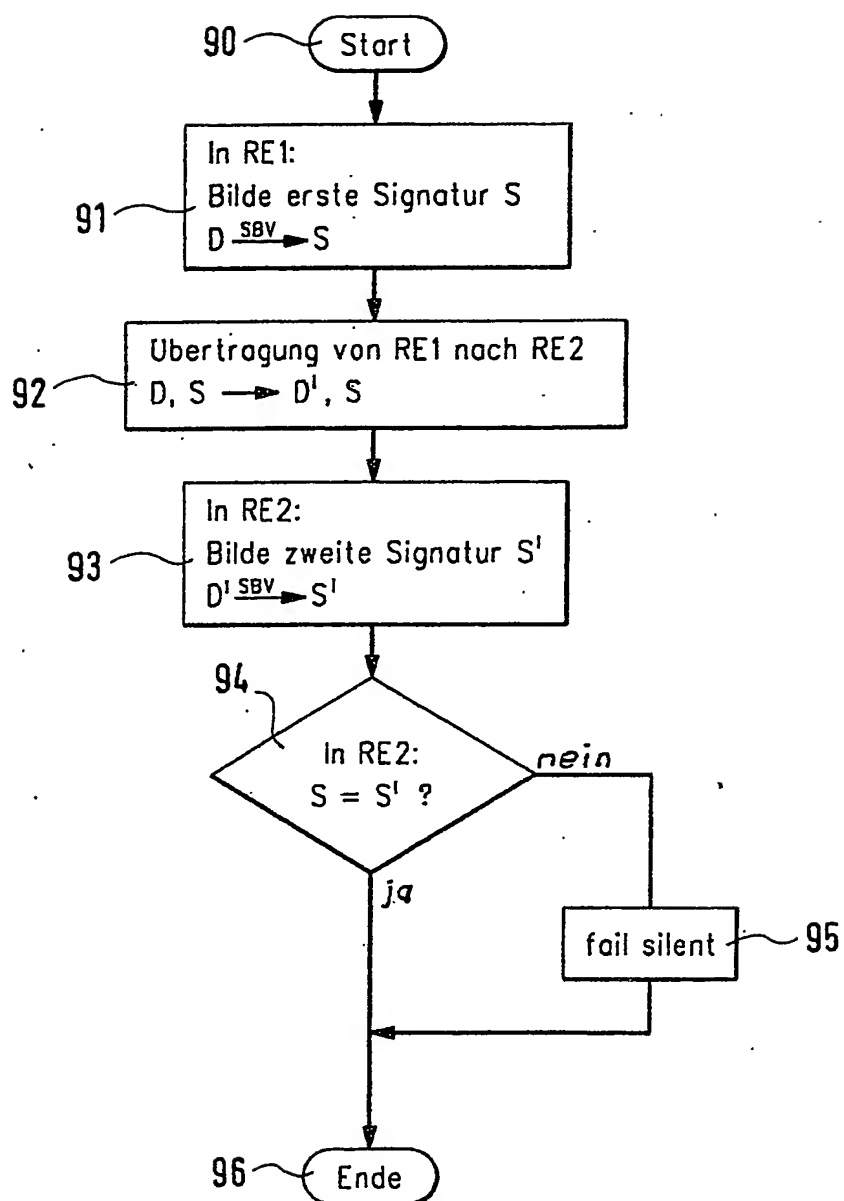 90
Start
In RE1:
Bilde erste Signatur S
91
D SBV→ S
Übertragung von RE1 nach RE2
92
D, S → D', S
In RE2:
Bilde zweite Signatur S'
93
D' SBV→ S'
94
In RE2:
nein
S = S' ?
ja
fail silent
95
96
Ende